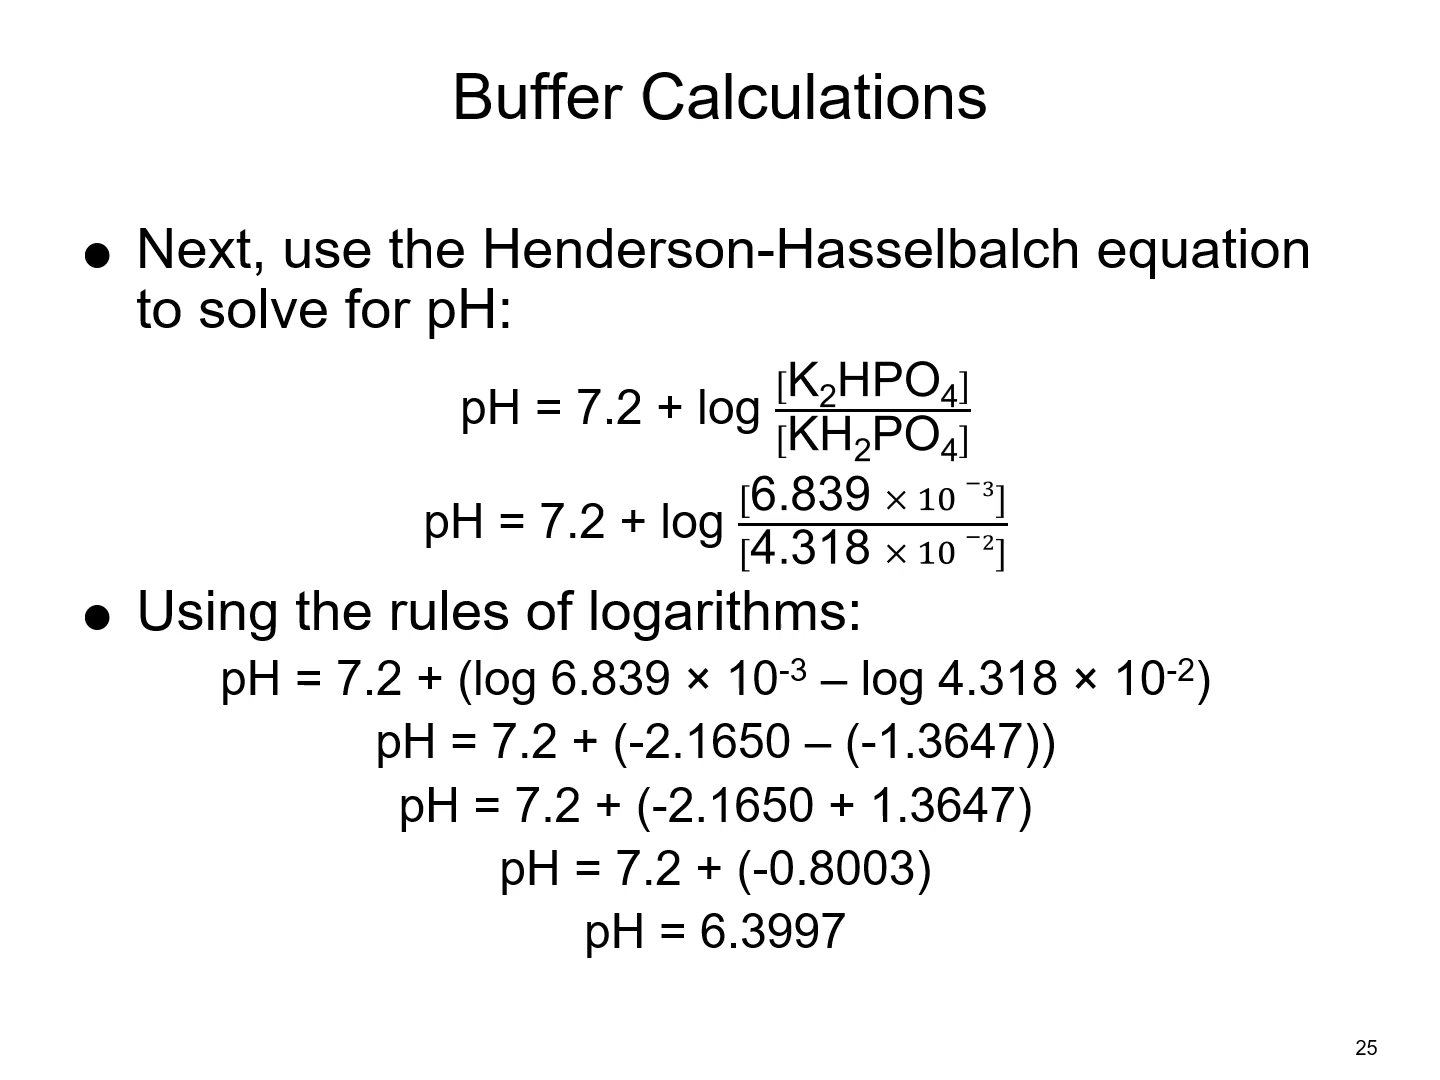 Buffer Calculations
● Next, use the Henderson-Hasselbalch equation
to solve for pH:
pH = 7.2 + log [K₂HPO₄] / [KH₂PO₄]
pH = 7.2 + log [6.839 × 10⁻³] / [4.318 × 10⁻²]
● Using the rules of logarithms:
pH = 7.2 + (log 6.839 × 10⁻³ – log 4.318 × 10⁻²)
pH = 7.2 + (-2.1650 – (-1.3647))
pH = 7.2 + (-2.1650 + 1.3647)
pH = 7.2 + (-0.8003)
pH = 6.3997
25